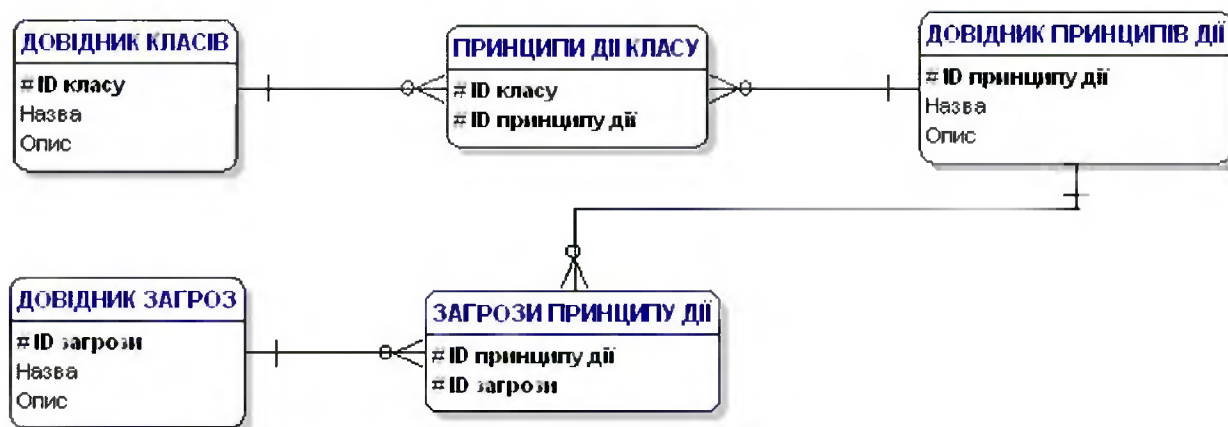 ДОВІДНИК КЛАСІВ
# ID класу
Назва
Опис
ПРИНЦИПИ ДІЇ КЛАСУ
# ID класу
# ID принципу дії
ДОВІДНИК ПРИНЦИПІВ ДІЇ
# ID принципу дії
Назва
Опис
ДОВІДНИК ЗАГРОЗ
# ID загрози
Назва
Опис
ЗАГРОЗИ ПРИНЦИПУ ДІЇ
# ID принципу дії
# ID загрози